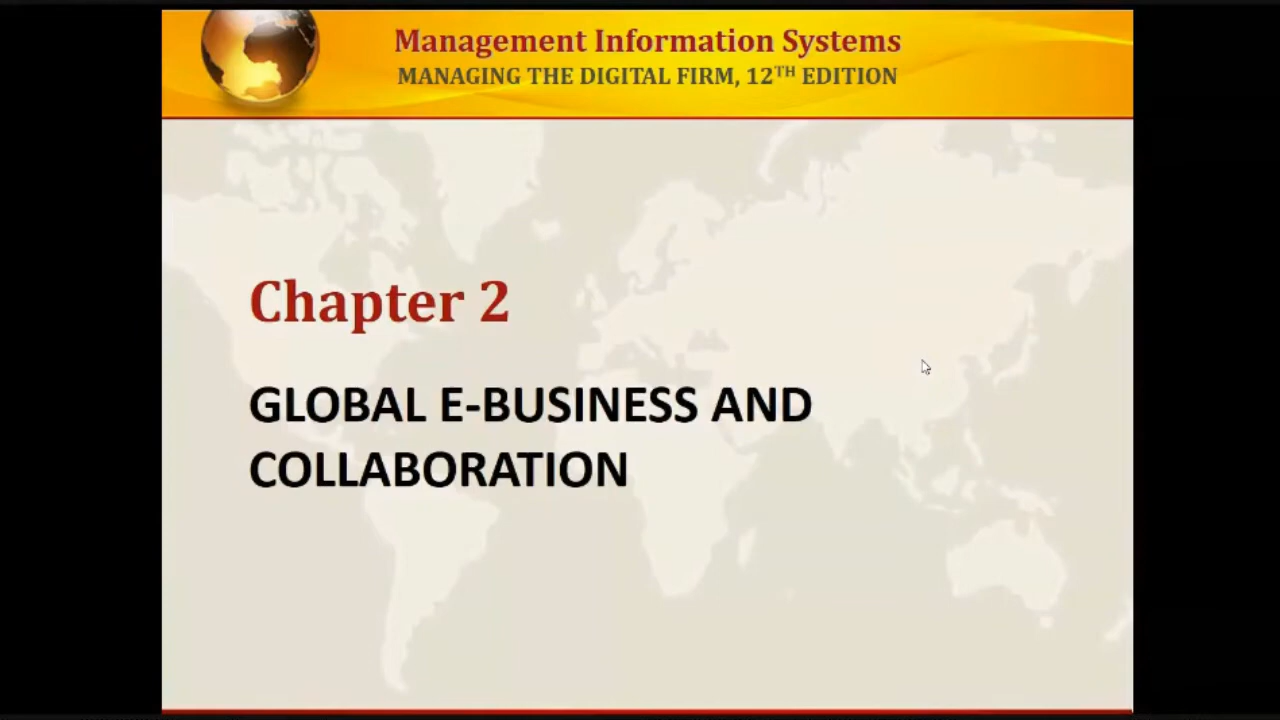 Management Information Systems
MANAGING THE DIGITAL FIRM, 12TH EDITION
Chapter 2
GLOBAL E-BUSINESS AND
COLLABORATION